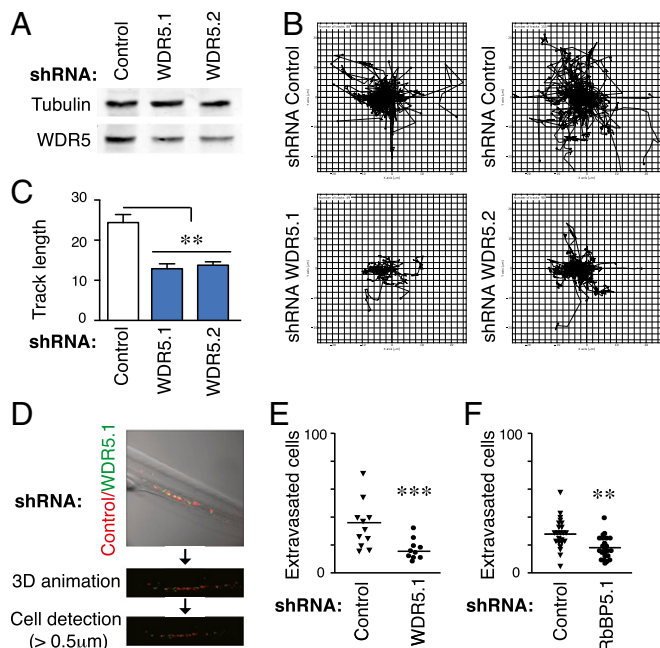 A
shRNA:
Control
WDR5.1
WDR5.2
Tubulin
WDR5
B
shRNA Control
shRNA Control
shRNA WDR5.1
shRNA WDR5.2
C
Track length
30
20
10
0
**
shRNA:
Control
WDR5.1
WDR5.2
D
shRNA:
Control/WDR5.1
3D animation
Cell detection
(> 0.5μm)
E
Extravasated cells
100
0
***
shRNA:
Control
WDR5.1
F
Extravasated cells
100
0
**
shRNA:
Control
RbBP5.1